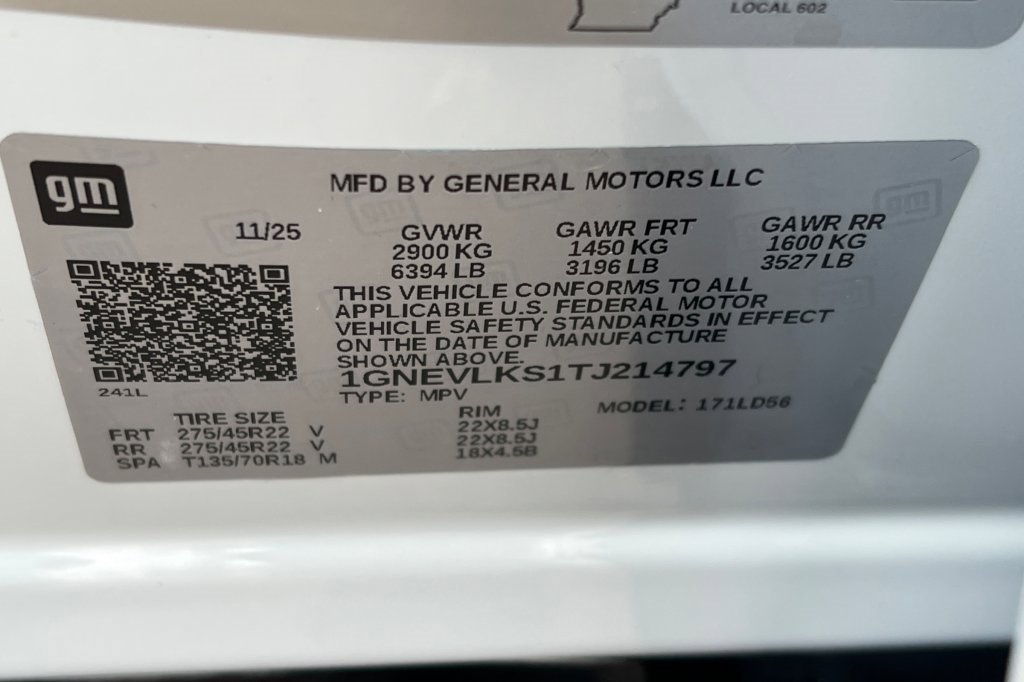 LOCAL 602
gm
MFD BY GENERAL MOTORS LLC
11/25
GVWR GAWR FRT GAWR RR
2900 KG 1450 KG 1600 KG
6394 LB 3196 LB 3527 LB
THIS VEHICLE CONFORMS TO ALL
APPLICABLE U.S. FEDERAL MOTOR
VEHICLE SAFETY STANDARDS IN EFFECT
ON THE DATE OF MANUFACTURE
SHOWN ABOVE.
1GNEVLKS1TJ214797
TYPE: MPV MODEL: 171LD56
241L
TIRE SIZE RIM
FRT 275/45R22 V 22X8.5J
RR 275/45R22 V 22X8.5J
SPA T135/70R18 M 18X4.5B